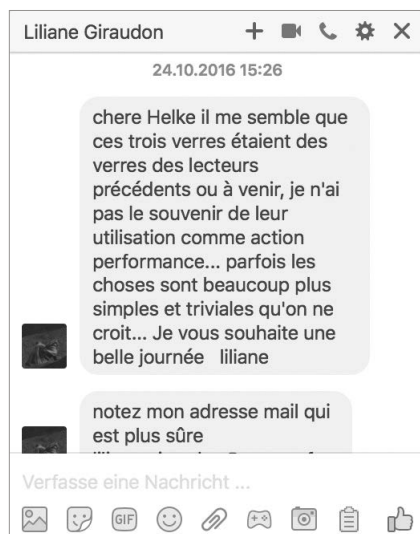 Liliane Giraudon
24.10.2016 15:26
chere Helke il me semble que
ces trois verres étaient des
verres des lecteurs
précédents ou à venir, je n'ai
pas le souvenir de leur
utilisation comme action
performance... parfois les
choses sont beaucoup plus
simples et triviales qu'on ne
croit... Je vous souhaite une
belle journée liliane
notez mon adresse mail qui
est plus sûre
Verfasse eine Nachricht ...
GIF